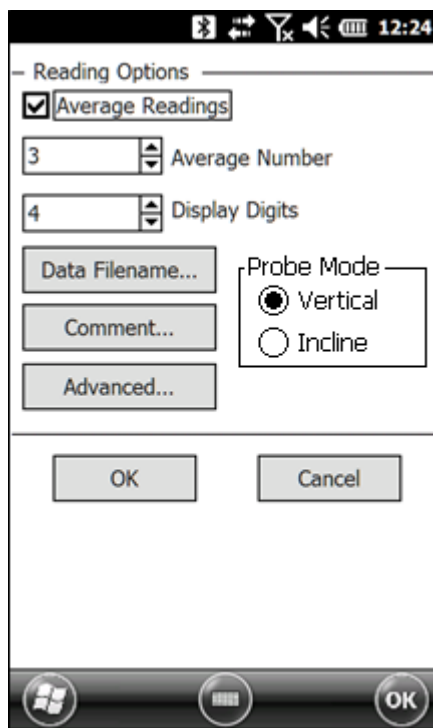 12:24
Reading Options
Average Readings
3 Average Number
4 Display Digits
Data Filename...
Probe Mode
Vertical
Comment...
Incline
Advanced...
OK Cancel
OK